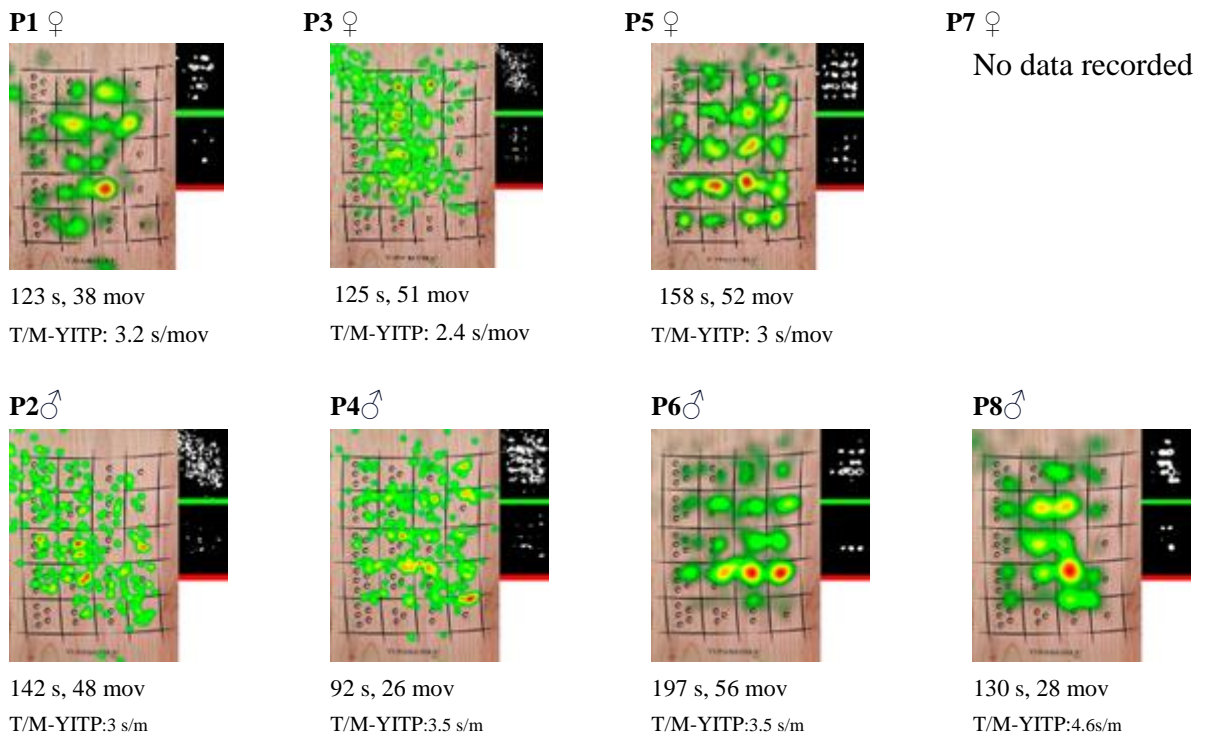 P1 ♀
P3 ♀
P5 ♀
P7 ♀
No data recorded
123 s, 38 mov
T/M-YITP: 3.2 s/mov
125 s, 51 mov
T/M-YITP: 2.4 s/mov
158 s, 52 mov
T/M-YITP: 3 s/mov
P2♂
P4♂
P6♂
P8♂
142 s, 48 mov
T/M-YITP:3 s/m
92 s, 26 mov
T/M-YITP:3.5 s/m
197 s, 56 mov
T/M-YITP:3.5 s/m
130 s, 28 mov
T/M-YITP:4.6s/m